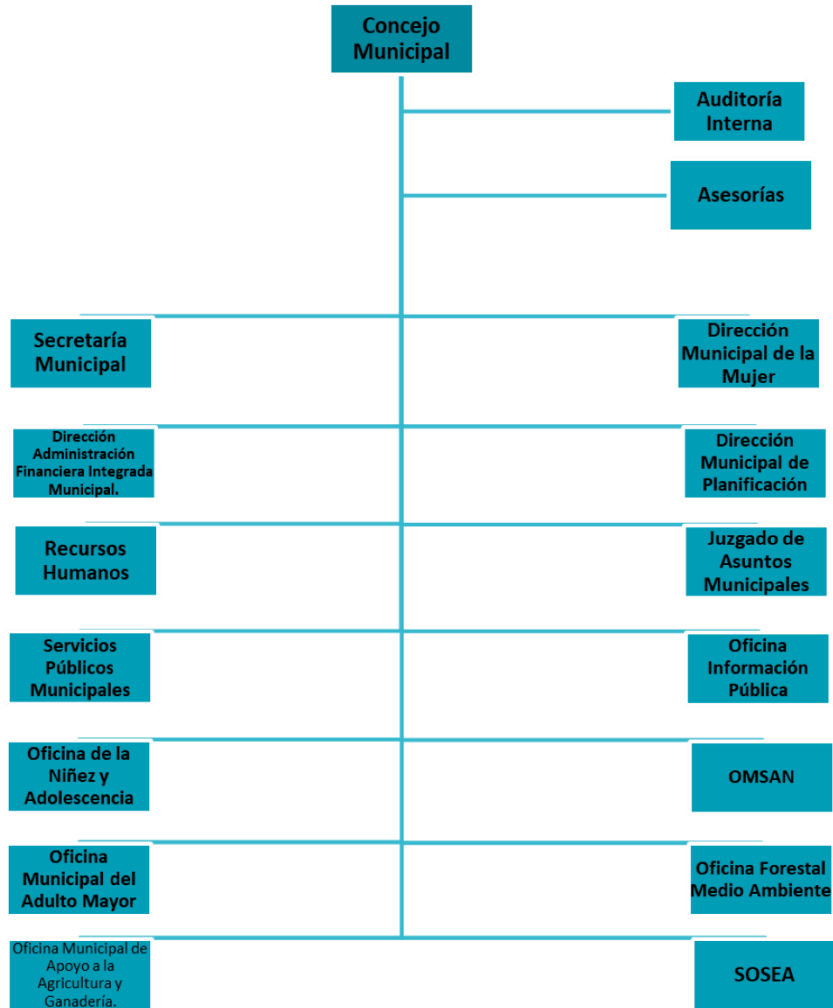 Concejo
Municipal
Auditoría
Interna
Asesorías
Secretaría
Municipal
Dirección
Municipal de la
Mujer
Dirección
Administración
Financiera Integrada
Municipal.
Dirección
Municipal de
Planificación
Recursos
Humanos
Juzgado de
Asuntos
Municipales
Servicios
Públicos
Municipales
Oficina
Información
Pública
Oficina de la
Niñez y
Adolescencia
OMSAN
Oficina
Municipal del
Adulto Mayor
Oficina Forestal
Medio Ambiente
Oficina Municipal de
Apoyo a la
Agricultura y
Ganadería.
SOSEA